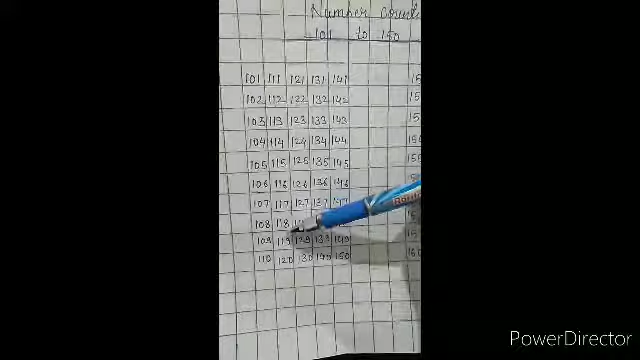 Number
101 to 150
101 111 121 131 141
102 112 122 132 142
103 113 123 133 143
104 114 124 134 144
105 115 125 135 145
106 116 126 136 146
107 117 127 137 147
108 118
109 119 129 139 149
110 120 130 140 150
PowerDirector